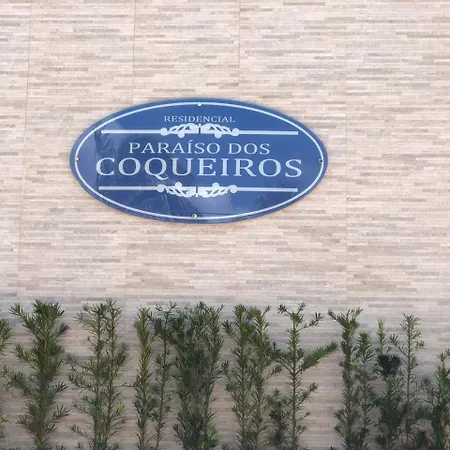 RESIDENCIAL
PARAÍSO DOS
COQUEIROS